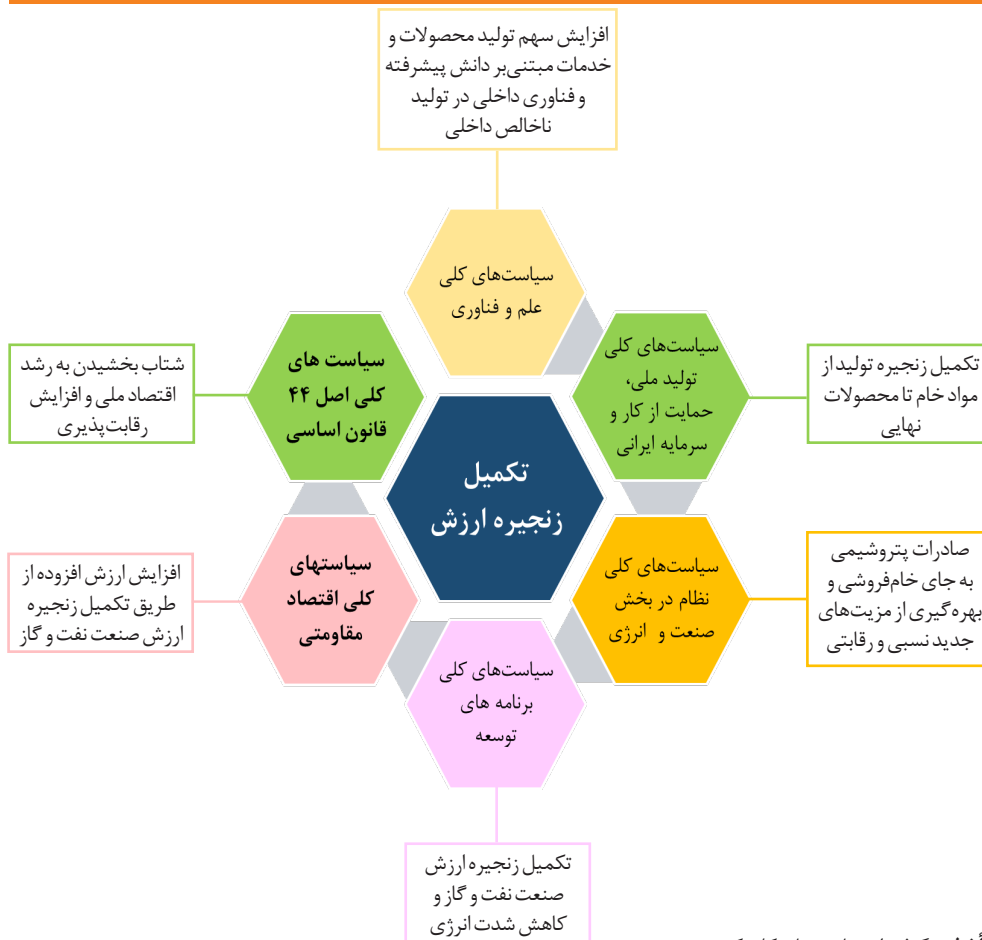 افزایش سهم تولید محصولات و
خدمات مبتنی‌بر دانش پیشرفته
و فناوری داخلی در تولید
ناخالص داخلی
سیاست‌های کلی
علم و فناوری
سیاست‌های کلی
تولید ملی،
حمایت از کار و
سرمایه ایرانی
تکمیل زنجیره تولید از
مواد خام تا محصولات
نهایی
سیاست های
کلی اصل ۴۴
قانون اساسی
شتاب بخشیدن به رشد
اقتصاد ملی و افزایش
رقابت‌پذیری
تکمیل
زنجیره ارزش
سیاست‌های کلی
نظام در بخش
صنعت و انرژی
صادرات پتروشیمی
به جای خام‌فروشی و
بهره‌گیری از مزیت‌های
جدید نسبی و رقابتی
سیاستهای
کلی اقتصاد
مقاومتی
افزایش ارزش افزوده از
طریق تکمیل زنجیره
ارزش صنعت نفت و گاز
سیاست‌های کلی
برنامه های
توسعه
تکمیل زنجیره ارزش
صنعت نفت و گاز و
کاهش شدت انرژی